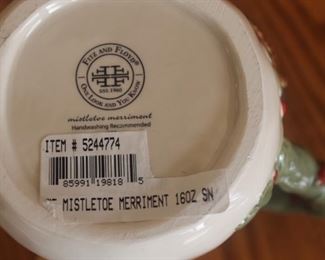 FITZ AND FLOYD®
EST. 1960
ONE LOOK AND YOU KNOW
mistletoe merriment
Handwashing Recommended
ITEM # 5244774
85991 19818 5
MISTLETOE MERRIMENT 16OZ SN